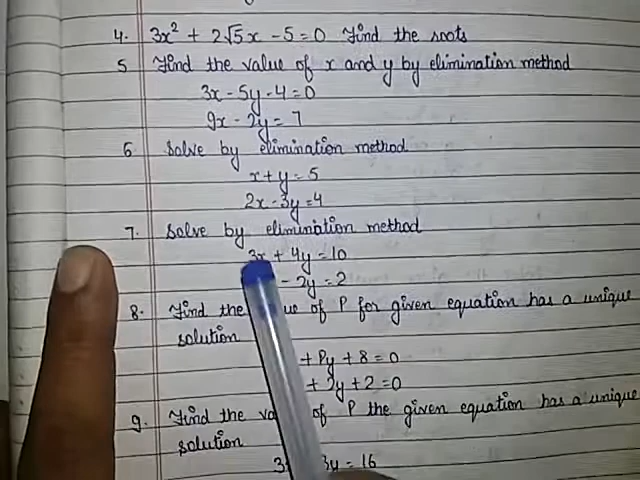 4. 3x² + 2√5x - 5 = 0 Find the roots
5 Find the value of x and y by elimination method
3x - 5y - 4 = 0
9x - 2y = 7
6 Solve by elimination method
x + y = 5
2x - 3y = 4
7. Solve by elimination method
3x + 4y = 10
- 2y = 2
8. Find the of P for given equation has a unique
solution
+ Py + 8 = 0
+ 2y + 2 = 0
9. Find the of P the given equation has a unique
solution
3y = 16